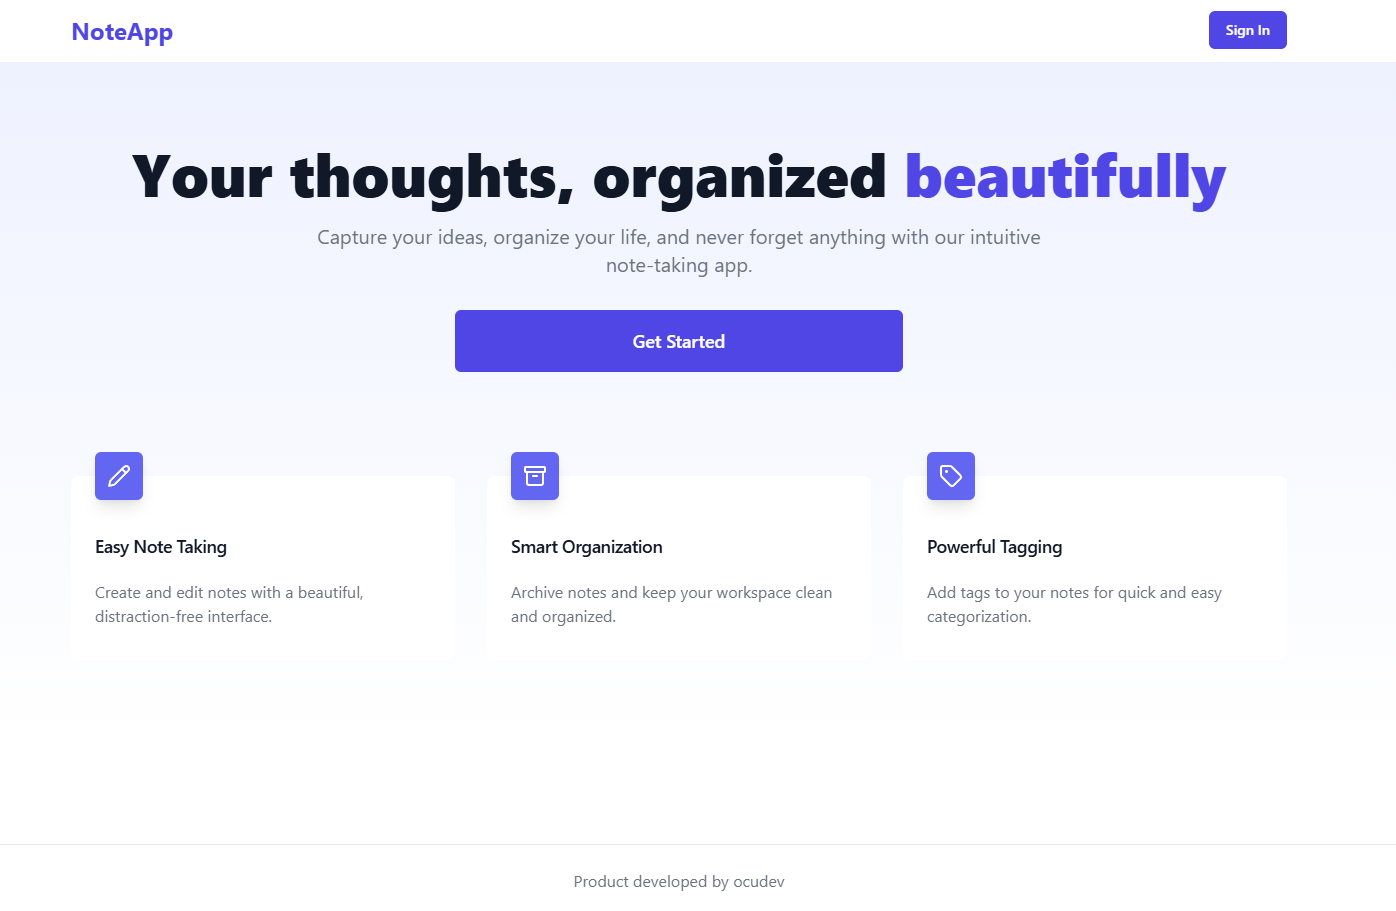 NoteApp
Sign In
Your thoughts, organized beautifully
Capture your ideas, organize your life, and never forget anything with our intuitive
note-taking app.
Get Started
Easy Note Taking
Create and edit notes with a beautiful,
distraction-free interface.
Smart Organization
Archive notes and keep your workspace clean
and organized.
Powerful Tagging
Add tags to your notes for quick and easy
categorization.
Product developed by ocudev